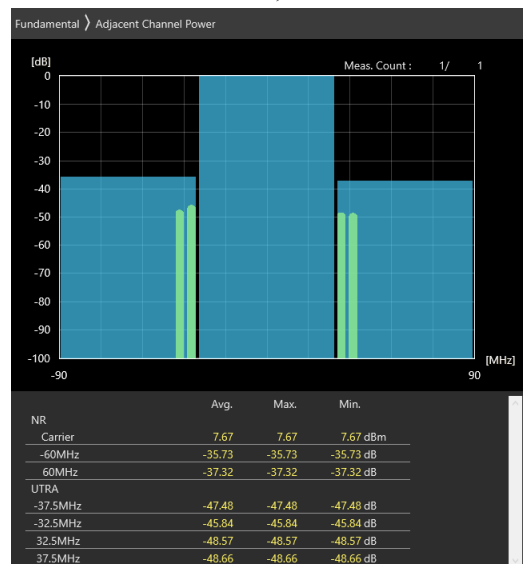 Fundamental 〉 Adjacent Channel Power
[dB]
Meas. Count : 1/ 1
0
-10
-20
-30
-40
-50
-60
-70
-80
-90
-100
[MHz]
-90 90
Avg. Max. Min.
NR
Carrier 7.67 7.67 7.67 dBm
-60MHz -35.73 -35.73 -35.73 dB
60MHz -37.32 -37.32 -37.32 dB
UTRA
-37.5MHz -47.48 -47.48 -47.48 dB
-32.5MHz -45.84 -45.84 -45.84 dB
32.5MHz -48.57 -48.57 -48.57 dB
37.5MHz -48.66 -48.66 -48.66 dB